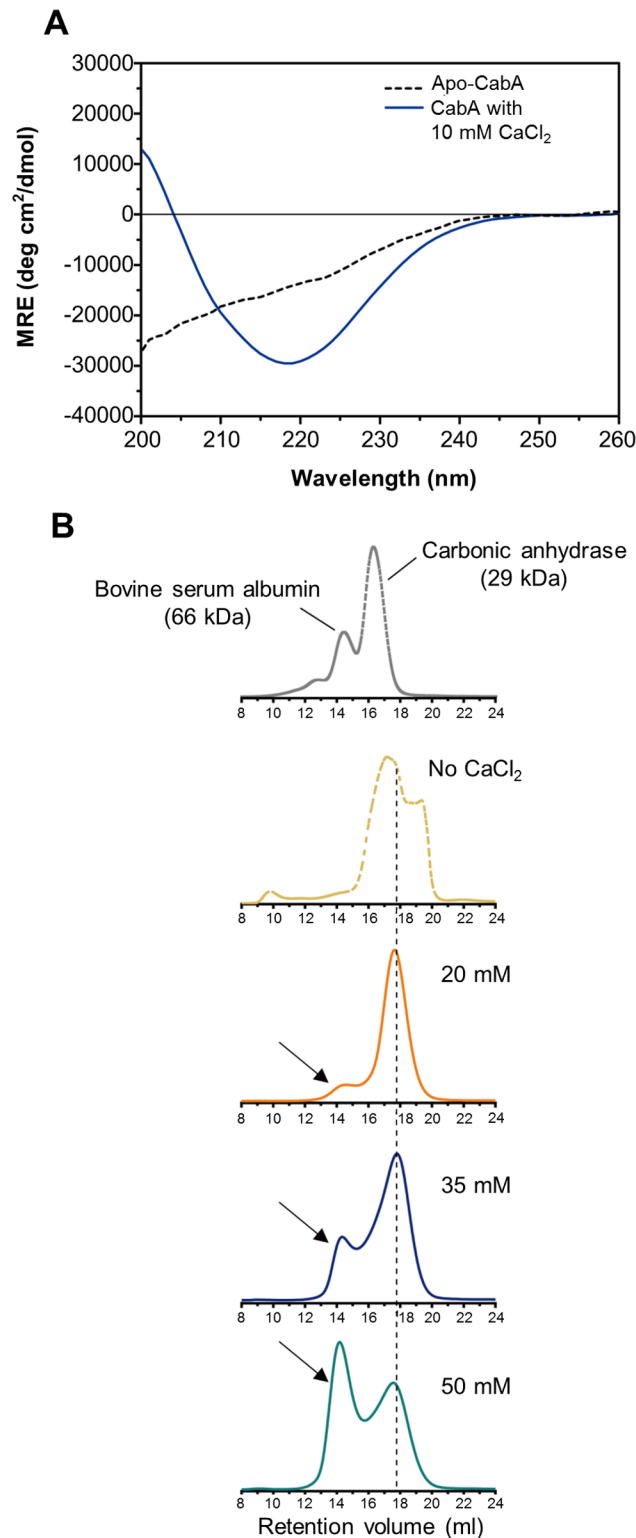 A
30000
20000
10000
0
-10000
-20000
-30000
-40000
MRE (deg cm²/dmol)
Apo-CabA
CabA with
10 mM CaCl₂
200 210 220 230 240 250 260
Wavelength (nm)
B
Carbonic anhydrase
(29 kDa)
Bovine serum albumin
(66 kDa)
8 10 12 14 16 18 20 22 24
No CaCl₂
8 10 12 14 16 18 20 22 24
20 mM
8 10 12 14 16 18 20 22 24
35 mM
8 10 12 14 16 18 20 22 24
50 mM
8 10 12 14 16 18 20 22 24
Retention volume (ml)